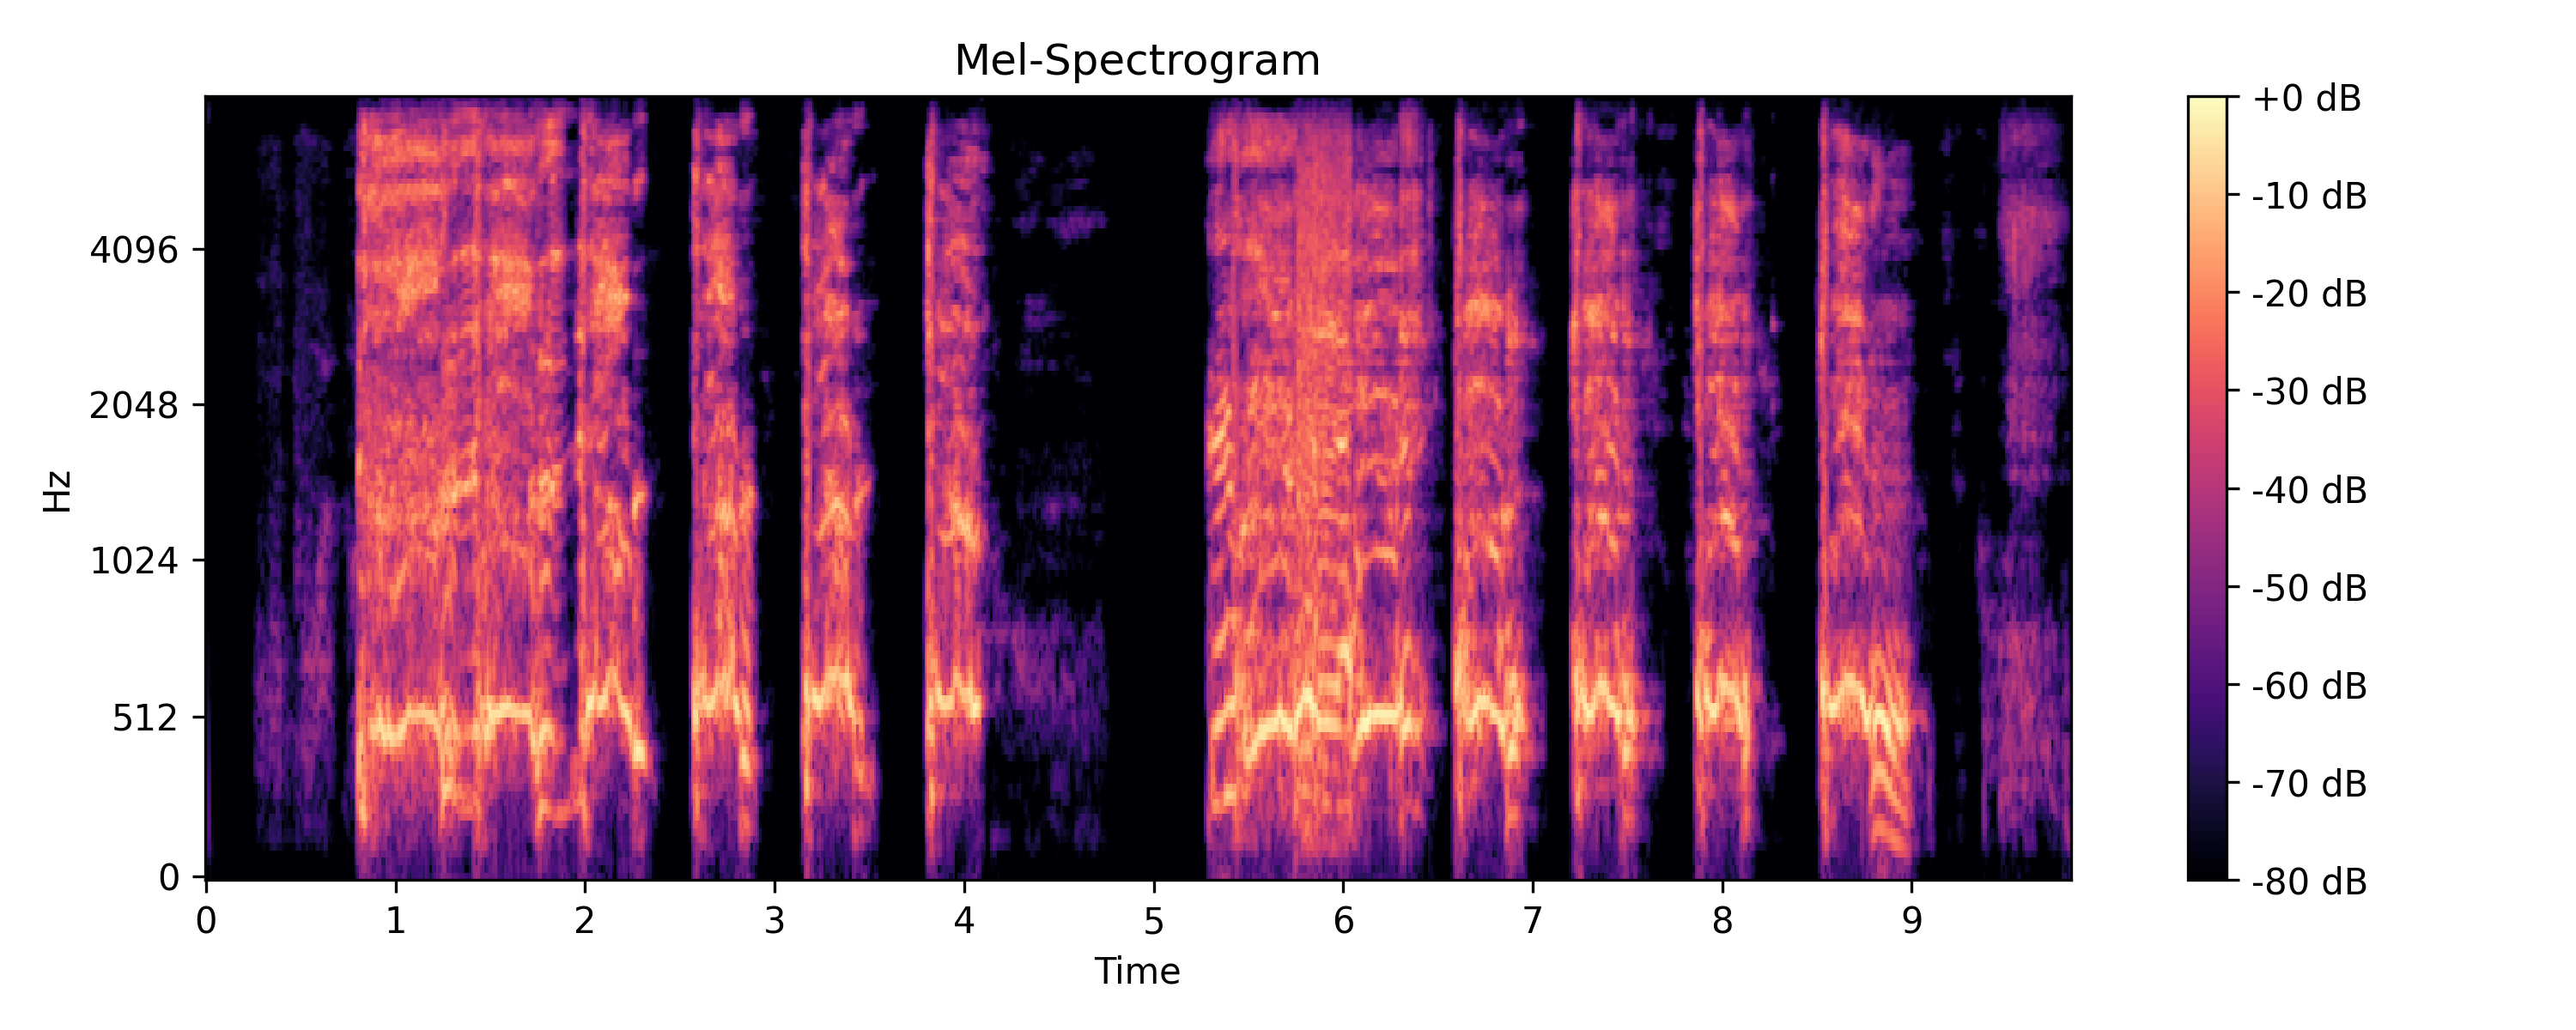 Mel-Spectrogram
+0 dB
-10 dB
-20 dB
-30 dB
-40 dB
-50 dB
-60 dB
-70 dB
-80 dB
4096
2048
1024
512
0
Hz
0 1 2 3 4 5 6 7 8 9
Time